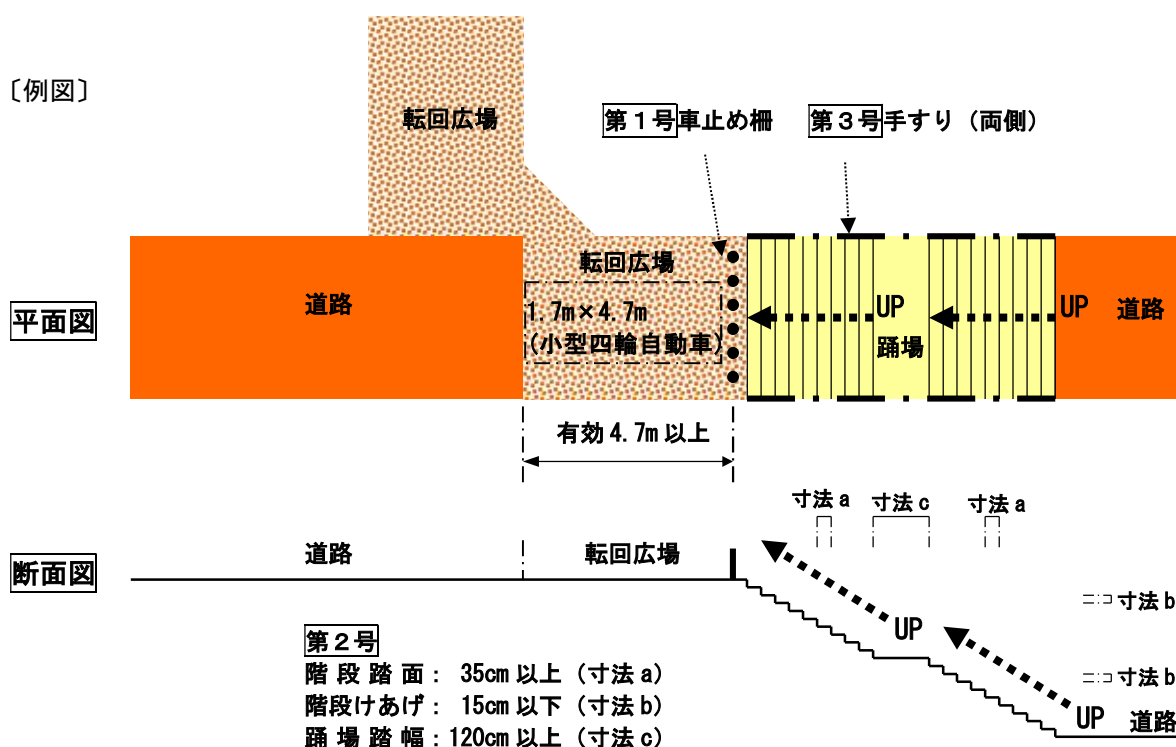 〔例図〕
転回広場
第1号車止め柵
第3号手すり（両側）
平面図
道路
転回広場
1.7m×4.7m
(小型四輪自動車)
UP
踊場
UP
道路
有効4.7m以上
寸法a
寸法c
寸法a
断面図
道路
転回広場
寸法b
UP
寸法b
UP
道路
第2号
階段踏面：35cm以上（寸法a）
階段けあげ：15cm以下（寸法b）
踊場踏幅：120cm以上（寸法c）